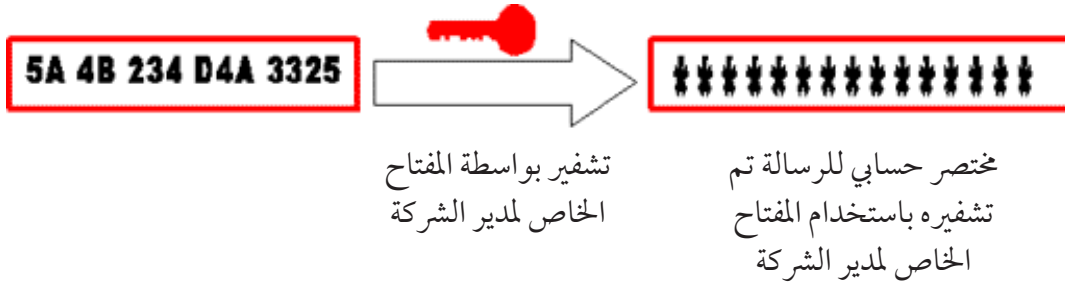 5A 4B 234 D4A 3325
***************
تشفير بواسطة المفتاح
الخاص لمدير الشركة
مختصر حسابي للرسالة تم
تشفيره باستخدام المفتاح
الخاص لمدير الشركة